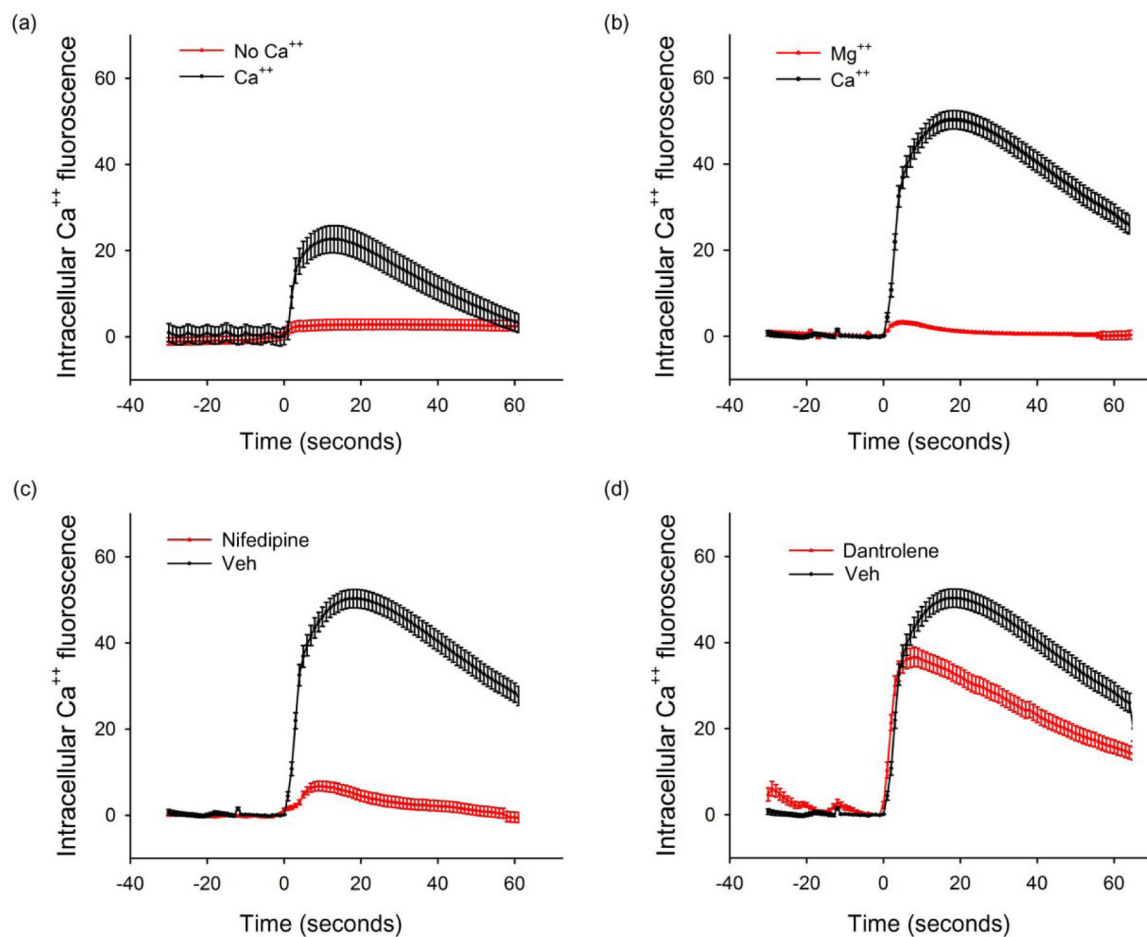 (a)
No Ca++
Ca++
Intracellular Ca++ fluoroscence
60
40
20
0
-40 -20 0 20 40 60
Time (seconds)
(b)
Mg++
Ca++
Intracellular Ca++ fluoroscence
60
40
20
0
-40 -20 0 20 40 60
Time (seconds)
(c)
Nifedipine
Veh
Intracellular Ca++ fluoroscence
60
40
20
0
-40 -20 0 20 40 60
Time (seconds)
(d)
Dantrolene
Veh
Intracellular Ca++ fluoroscence
60
40
20
0
-40 -20 0 20 40 60
Time (seconds)